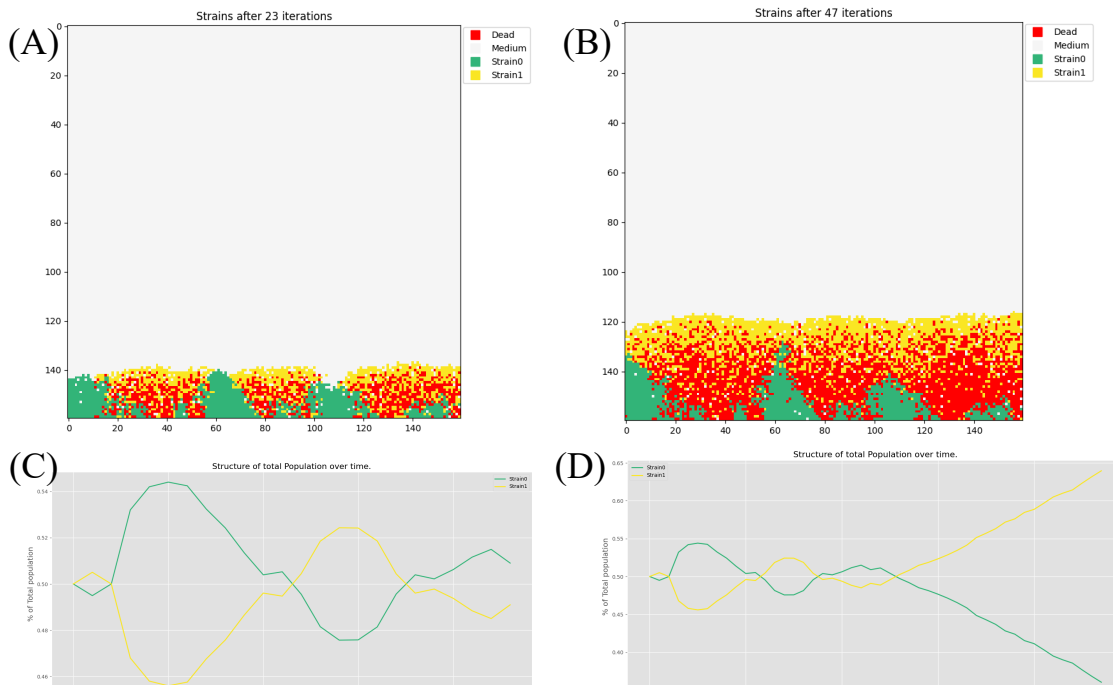 (A)
Strains after 23 iterations
0
20
40
60
80
100
120
140
0 20 40 60 80 100 120 140
Dead
Medium
Strain0
Strain1
(B)
Strains after 47 iterations
0
20
40
60
80
100
120
140
0 20 40 60 80 100 120 140
Dead
Medium
Strain0
Strain1
(C)
Structure of total Population over time.
% of Total population
0.54
0.52
0.50
0.48
0.46
Strain0
Strain1
(D)
Structure of total Population over time.
% of Total population
0.65
0.60
0.55
0.50
0.45
0.40
Strain0
Strain1